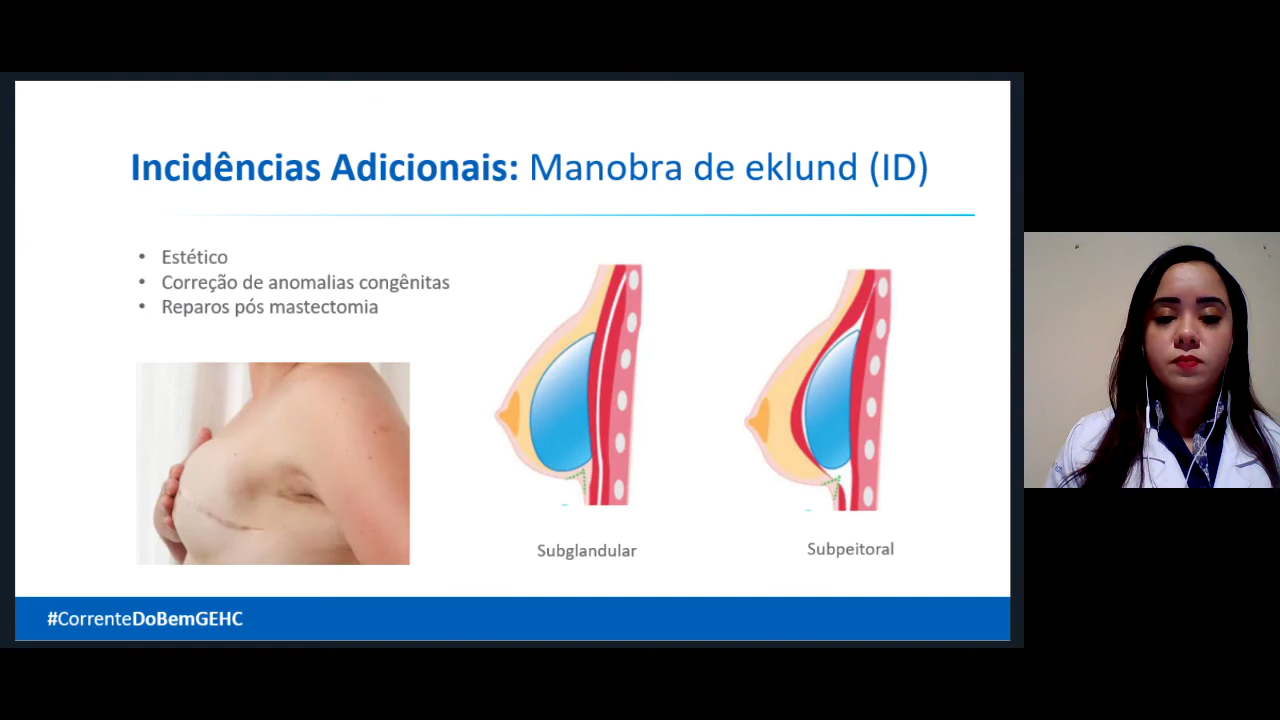 Incidências Adicionais: Manobra de eklund (ID)
• Estético
• Correção de anomalias congênitas
• Reparos pós mastectomia
Subglandular
Subpeitoral
#CorrenteDoBemGEHC